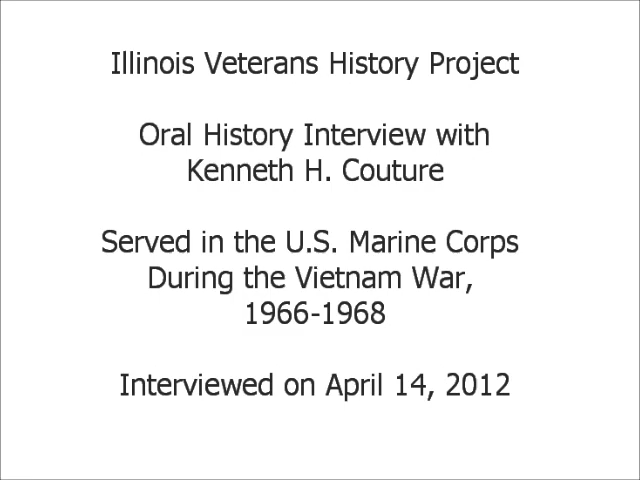 Illinois Veterans History Project
Oral History Interview with
Kenneth H. Couture
Served in the U.S. Marine Corps
During the Vietnam War,
1966-1968
Interviewed on April 14, 2012